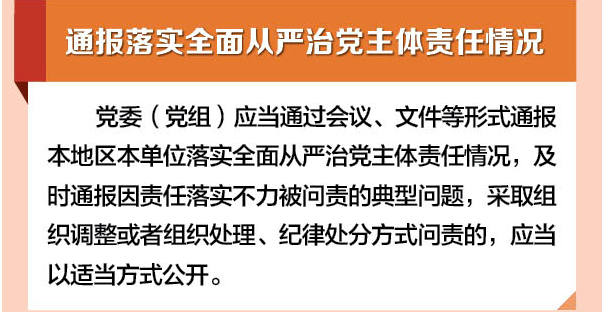 通报落实全面从严治党主体责任情况
党委（党组）应当通过会议、文件等形式通报
本地区本单位落实全面从严治党主体责任情况，及
时通报因责任落实不力被问责的典型问题，采取组
织调整或者组织处理、纪律处分方式问责的，应当
以适当方式公开。